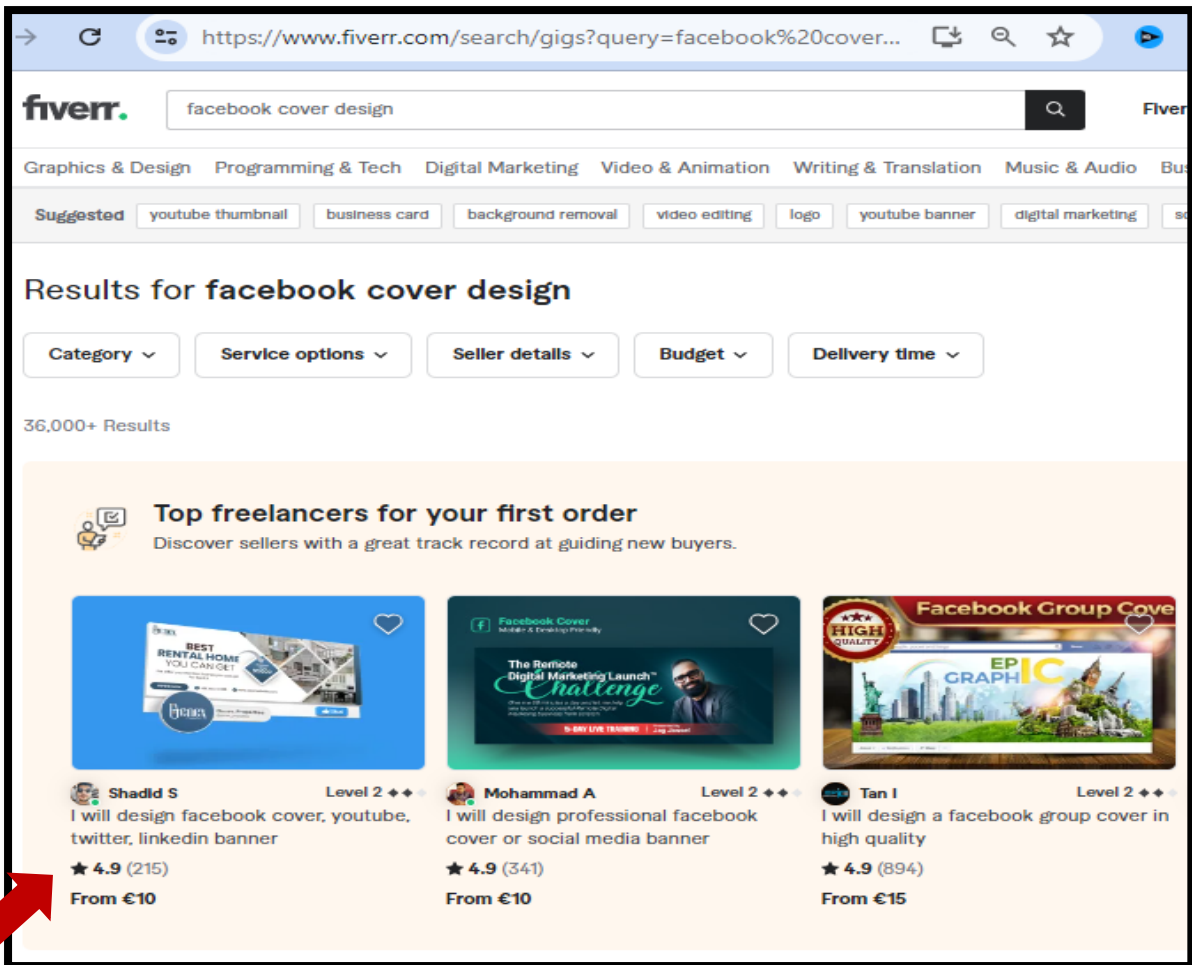 https://www.fiverr.com/search/gigs?query=facebook%20cover...
fiverr.
facebook cover design
Fiver
Graphics & Design Programming & Tech Digital Marketing Video & Animation Writing & Translation Music & Audio Bus
Suggested youtube thumbnail business card background removal video editing logo youtube banner digital marketing so
Results for facebook cover design
Category Service options Seller details Budget Delivery time
36,000+ Results
Top freelancers for your first order
Discover sellers with a great track record at guiding new buyers.
BEST
RENTAL HOME
YOU CAN GET
Facebook Cover
Mobile & Desktop Friendly
The Remote
Digital Marketing Launch™
Challenge
5-DAY LIVE TRAINING
Facebook Group Cove
HIGH
QUALITY
EPIC
GRAPH
Shadid S Level 2
I will design facebook cover, youtube,
twitter, linkedin banner
4.9 (215)
From €10
Mohammad A Level 2
I will design professional facebook
cover or social media banner
4.9 (341)
From €10
Tan I Level 2
I will design a facebook group cover in
high quality
4.9 (894)
From €15